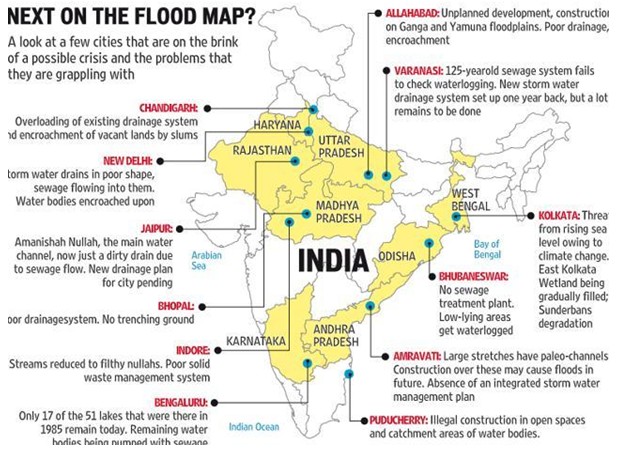 NEXT ON THE FLOOD MAP?
A look at a few cities that are on the brink
of a possible crisis and the problems that
they are grappling with
CHANDIGARH:
Overloading of existing drainage system
encroachment of vacant lands by slums
NEW DELHI:
water drains in poor shape,
sewage flowing into them.
Water bodies encroached upon
JAIPUR:
Amanishah Nullah, the main water
channel, now just a dirty drain due
to sewage flow. New drainage plan
for city pending
BHOPAL:
drainagesystem. No trenching ground
INDORE:
Streams reduced to filthy nullahs. Poor solid
waste management system
BENGALURU:
Only 17 of the 51 lakes that were there in
1985 remain today. Remaining water
bodies being pumped with sewage
ALLAHABAD: Unplanned development, constructio
on Ganga and Yamuna floodplains. Poor drainage,
encroachment
VARANASI: 125-yearold sewage system fails
to check waterlogging. New storm water
drainage system set up one year back, but a lot
remains to be done
KOLKATA: Threa
from rising sea
level owing to
climate change.
East Kolkata
Wetland being
gradually filled;
Sunderbans
degradation
BHUBANESWAR:
No sewage
treatment plant.
Low-lying areas
get waterlogged
AMRAVATI: Large stretches have paleo-channels
Construction over these may cause floods in
future. Absence of an integrated storm water
management plan
PUDUCHERRY: Illegal construction in open spaces
and catchment areas of water bodies.
HARYANA
RAJASTHAN
UTTAR
PRADESH
MADHYA
PRADESH
WEST
BENGAL
INDIA
ODISHA
KARNATAKA
ANDHRA
PRADESH
Arabian
Sea
Bay of
Bengal
Indian Ocean